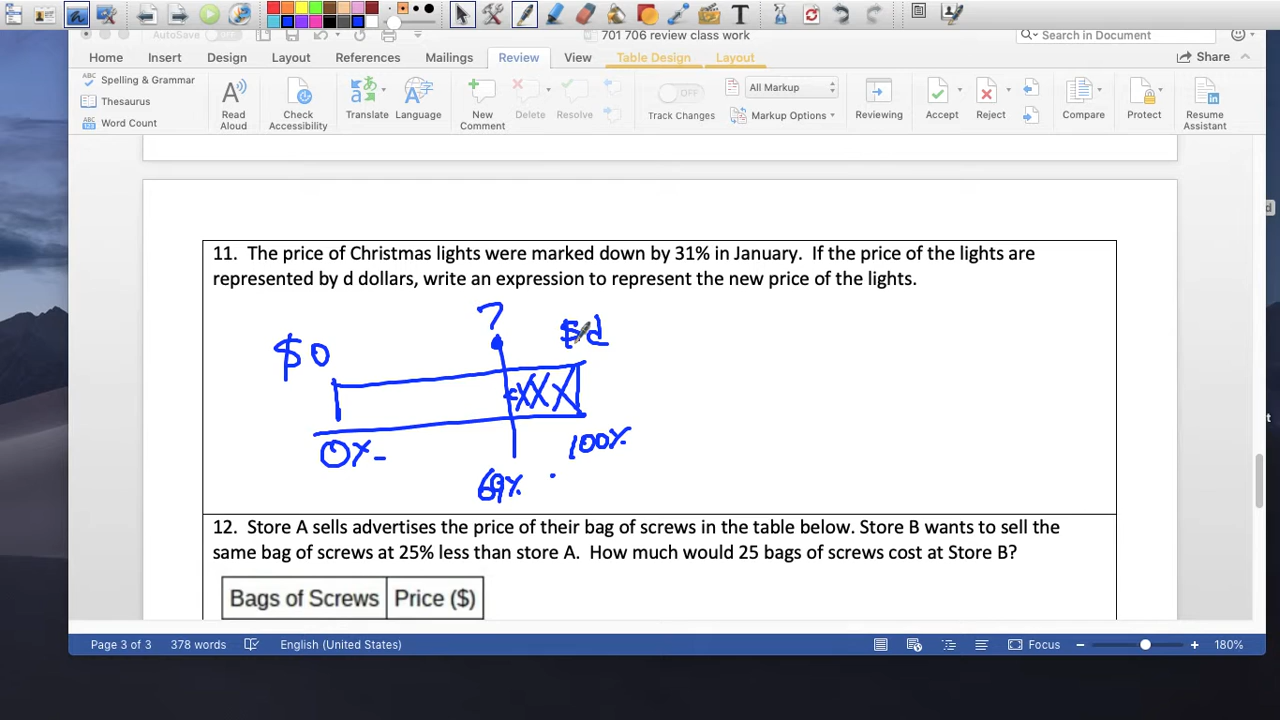 AutoSave OFF
701 706 review class work
Search in Document
Home Insert Design Layout References Mailings Review View Table Design Layout
Share
ABC Spelling & Grammar
Thesaurus
Word Count
Read Aloud
Check Accessibility
Translate
Language
New Comment
Delete
Resolve
OFF
Track Changes
All Markup
Markup Options
Reviewing
Accept
Reject
Compare
Protect
Resume Assistant
11. The price of Christmas lights were marked down by 31% in January. If the price of the lights are
represented by d dollars, write an expression to represent the new price of the lights.
?
$0
$d
0%
69%
100%
12. Store A sells advertises the price of their bag of screws in the table below. Store B wants to sell the
same bag of screws at 25% less than store A. How much would 25 bags of screws cost at Store B?
Bags of Screws Price ($)
Page 3 of 3 378 words English (United States) Focus 180%